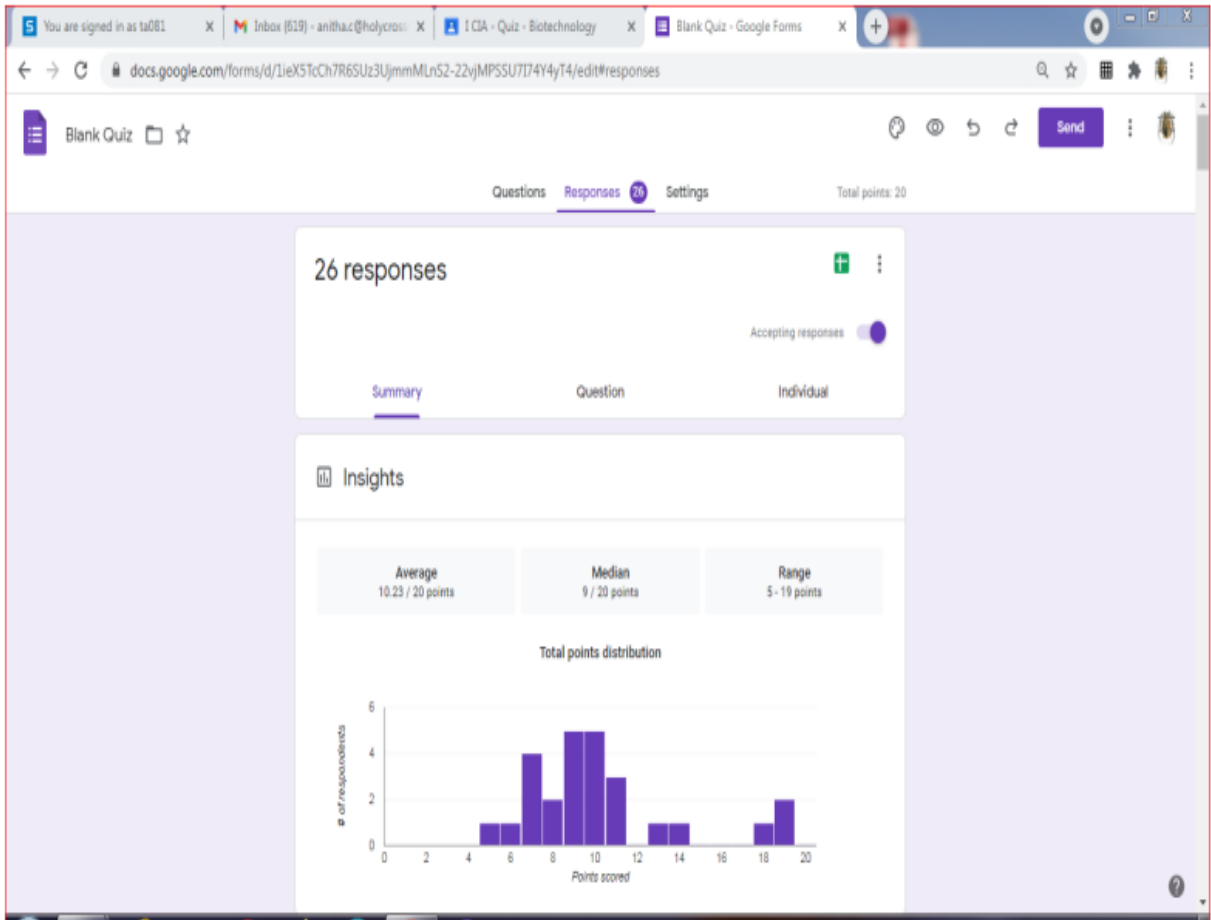 You are signed in as ta081
Inbox (619) - anitha.c@holycross
I CIA - Quiz - Biotechnology
Blank Quiz - Google Forms
docs.google.com/forms/d/1ieX5TcCh7R6SUz3UjmmMLnS2-22vjMPSSU7I74Y4yT4/edit#responses
Blank Quiz
Send
Questions Responses 26 Settings Total points: 20
26 responses
Accepting responses
Summary Question Individual
Insights
Average Median Range
10.23 / 20 points 9 / 20 points 5 - 19 points
Total points distribution
# of respondents
6
4
2
0
0 2 4 6 8 10 12 14 16 18 20
Points scored